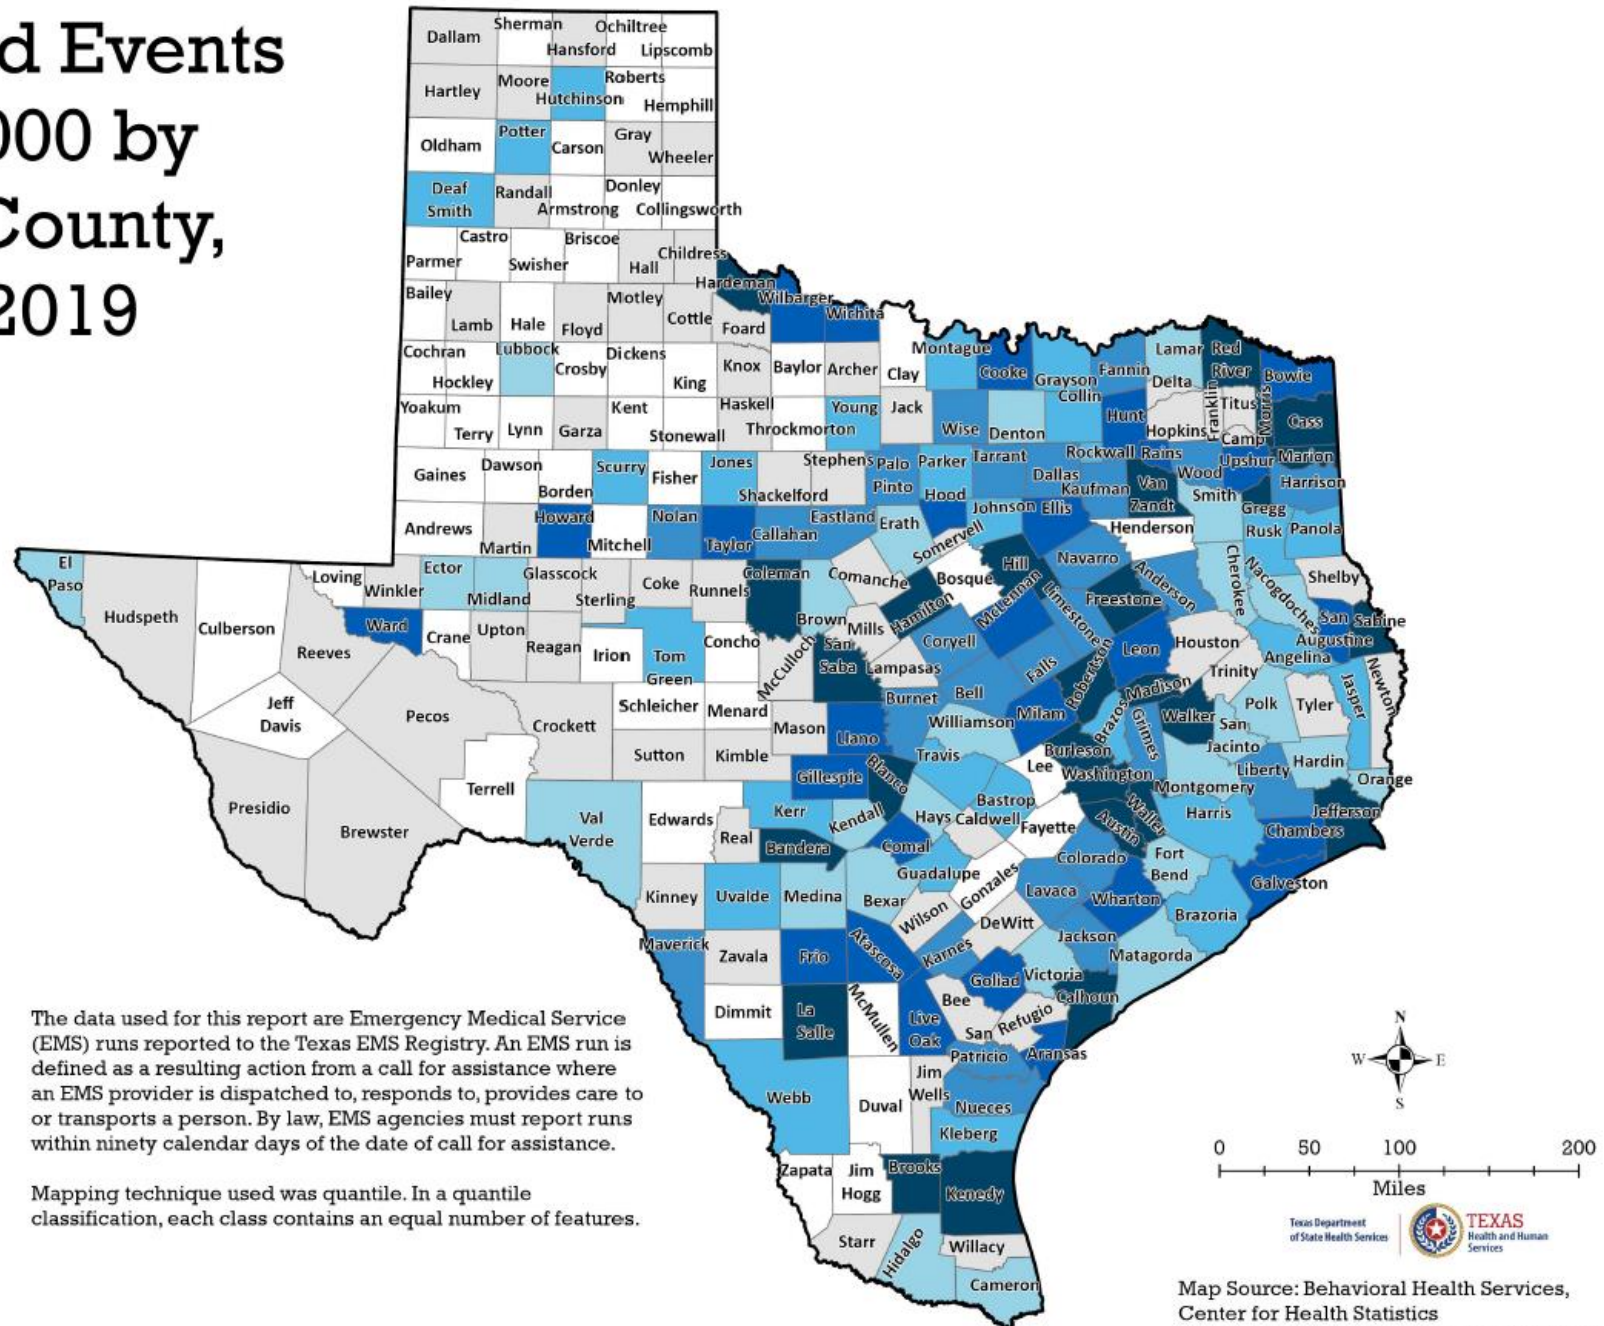 d Events
000 by
County,
2019
Dallam
Sherman
Hansford
Ochiltree
Lipscomb
Hartley
Moore
Hutchinson
Roberts
Hemphill
Oldham
Potter
Carson
Gray
Wheeler
Deaf
Smith
Randall
Armstrong
Donley
Collingsworth
Parmer
Castro
Swisher
Briscoe
Hall
Childress
Hardeman
Wilbarger
Wichita
Bailey
Lamb
Hale
Floyd
Motley
Cottle
Foard
Cochran
Hockley
Lubbock
Crosby
Dickens
King
Knox
Baylor
Archer
Clay
Montague
Cooke
Grayson
Fannin
Lamar
Delta
Red
River
Bowie
Yoakum
Terry
Lynn
Garza
Kent
Stonewall
Haskell
Throckmorton
Young
Jack
Wise
Denton
Collin
Hunt
Hopkins
Franklin
Titus
Camp
Morris
Cass
Gaines
Dawson
Borden
Scurry
Fisher
Jones
Shackelford
Stephens
Palo
Pinto
Parker
Hood
Tarrant
Dallas
Rockwall
Kaufman
Rains
Van
Zandt
Wood
Smith
Upshur
Marion
Harrison
Gregg
Andrews
Martin
Howard
Mitchell
Nolan
Taylor
Callahan
Eastland
Erath
Somervell
Johnson
Ellis
Henderson
Rusk
Panola
El
Paso
Hudspeth
Culberson
Loving
Winkler
Ector
Midland
Glasscock
Sterling
Coke
Runnels
Coleman
Brown
Comanche
Hamilton
Bosque
Hill
Navarro
Anderson
Cherokee
Nacogdoches
Shelby
Jeff
Davis
Reeves
Ward
Crane
Upton
Reagan
Irion
Tom
Green
Concho
McCulloch
San
Saba
Mills
Lampasas
Coryell
McLennan
Limestone
Freestone
Leon
Houston
Trinity
Angelina
San
Augustine
Sabine
Newton
Jasper
Presidio
Brewster
Pecos
Terrell
Crockett
Schleicher
Menard
Sutton
Kimble
Mason
Llano
Burnet
Bell
Falls
Milam
Robertson
Brazos
Madison
Grimes
Walker
San
Jacinto
Polk
Tyler
Hardin
Orange
Liberty
Jefferson
Chambers
Val
Verde
Edwards
Real
Kerr
Gillespie
Blanco
Kendall
Bandera
Comal
Hays
Travis
Williamson
Bastrop
Caldwell
Lee
Burleson
Washington
Fayette
Austin
Waller
Montgomery
Harris
Fort
Bend
Galveston
Brazoria
Kinney
Uvalde
Medina
Bexar
Guadalupe
Gonzales
Wilson
DeWitt
Lavaca
Colorado
Wharton
Matagorda
Jackson
Maverick
Zavala
Frio
Atascosa
Karnes
Goliad
Victoria
Calhoun
Dimmit
La
Salle
McMullen
Live
Oak
Bee
San
Patricio
Refugio
Aransas
Webb
Duval
Jim
Wells
Nueces
Kleberg
Zapata
Jim
Hogg
Brooks
Kenedy
Starr
Hidalgo
Willacy
Cameron
The data used for this report are Emergency Medical Service
(EMS) runs reported to the Texas EMS Registry. An EMS run is
defined as a resulting action from a call for assistance where
an EMS provider is dispatched to, responds to, provides care to
or transports a person. By law, EMS agencies must report runs
within ninety calendar days of the date of call for assistance.
Mapping technique used was quantile. In a quantile
classification, each class contains an equal number of features.
N
W
E
S
0 50 100 200
Miles
Texas Department
of State Health Services
TEXAS
Health and Human
Services
Map Source: Behavioral Health Services,
Center for Health Statistics